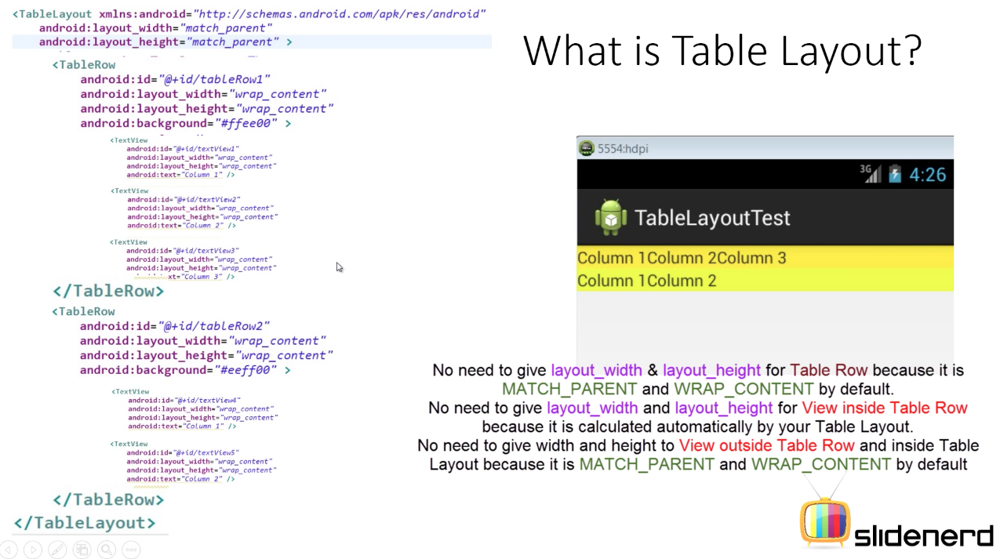 <TableLayout xmlns:android="http://schemas.android.com/apk/res/android"
android:layout_width="match_parent"
android:layout_height="match_parent" >
<TableRow
android:id="@+id/tableRow1"
android:layout_width="wrap_content"
android:layout_height="wrap_content"
android:background="#ffee00" >
<TextView
android:id="@+id/textView1"
android:layout_width="wrap_content"
android:layout_height="wrap_content"
android:text="Column 1" />
<TextView
android:id="@+id/textView2"
android:layout_width="wrap_content"
android:layout_height="wrap_content"
android:text="Column 2" />
<TextView
android:id="@+id/textView3"
android:layout_width="wrap_content"
android:layout_height="wrap_content"
xt="Column 3" />
</TableRow>
<TableRow
android:id="@+id/tableRow2"
android:layout_width="wrap_content"
android:layout_height="wrap_content"
android:background="#eeff00" >
<TextView
android:id="@+id/textView4"
android:layout_width="wrap_content"
android:layout_height="wrap_content"
android:text="Column 1" />
<TextView
android:id="@+id/textView5"
android:layout_width="wrap_content"
android:layout_height="wrap_content"
android:text="Column 2" />
</TableRow>
</TableLayout>
What is Table Layout?
5554:hdpi
3G 4:26
TableLayoutTest
Column 1Column 2Column 3
Column 1Column 2
No need to give layout_width & layout_height for Table Row because it is
MATCH_PARENT and WRAP_CONTENT by default.
No need to give layout_width and layout_height for View inside Table Row
because it is calculated automatically by your Table Layout.
No need to give width and height to View outside Table Row and inside Table
Layout because it is MATCH_PARENT and WRAP_CONTENT by default
slidenerd